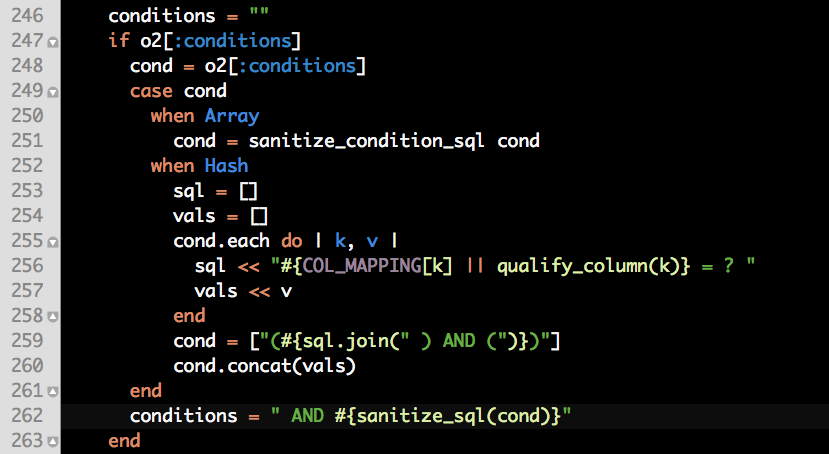 246 conditions = ""
247 if o2[:conditions]
248 cond = o2[:conditions]
249 case cond
250 when Array
251 cond = sanitize_condition_sql cond
252 when Hash
253 sql = []
254 vals = []
255 cond.each do | k, v |
256 sql << "#{COL_MAPPING[k] || qualify_column(k)} = ? "
257 vals << v
258 end
259 cond = ["(#{sql.join(" ) AND (")})"]
260 cond.concat(vals)
261 end
262 conditions = " AND #{sanitize_sql(cond)}"
263 end